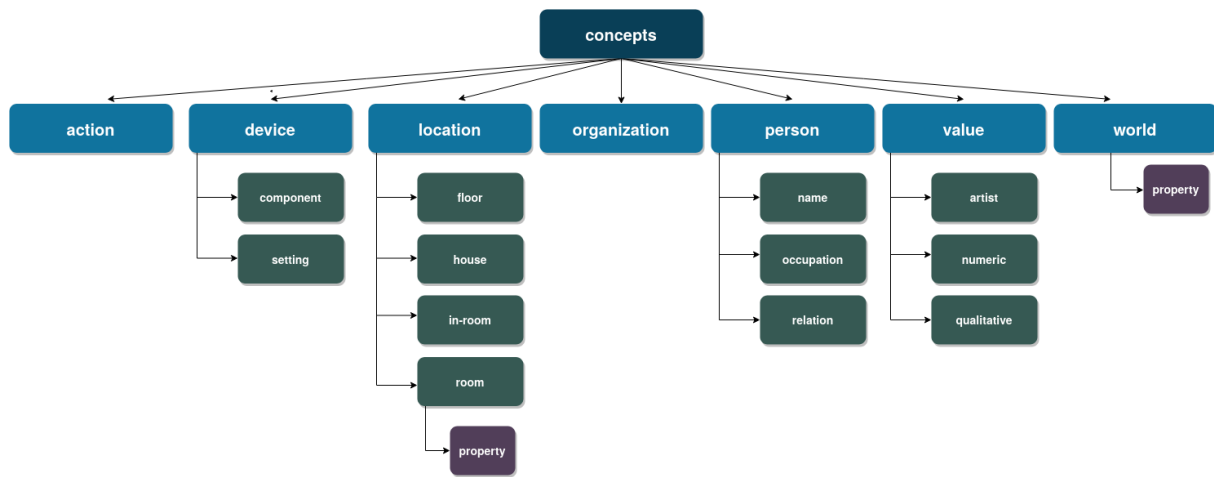 concepts
action
device
location
organization
person
value
world
component
setting
floor
house
in-room
room
property
name
occupation
relation
artist
numeric
qualitative
property